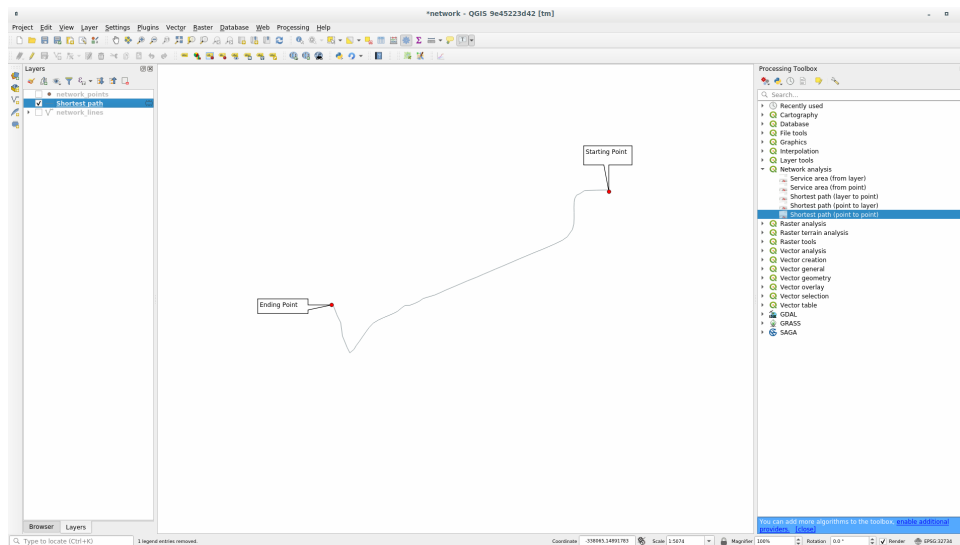 *network - QGIS 9e45223d42 [tm]
Project Edit View Layer Settings Plugins Vector Raster Database Web Processing Help
Layers
network_points
Shortest path
network_lines
Browser Layers
Starting Point
Ending Point
Processing Toolbox
Search...
Recently used
Cartography
Database
File tools
Graphics
Interpolation
Layer tools
Network analysis
Service area (from layer)
Service area (from point)
Shortest path (layer to point)
Shortest path (point to layer)
Shortest path (point to point)
Raster analysis
Raster terrain analysis
Raster tools
Vector analysis
Vector creation
Vector general
Vector geometry
Vector overlay
Vector selection
Vector table
GDAL
GRASS
SAGA
You can add more algorithms to the toolbox, enable additional
providers. [close]
Type to locate (Ctrl+K) 1 legend entries removed. Coordinate -338065,14891783 Scale 1:5074 Magnifier 100% Rotation 0.0 ° Render EPSG:32734